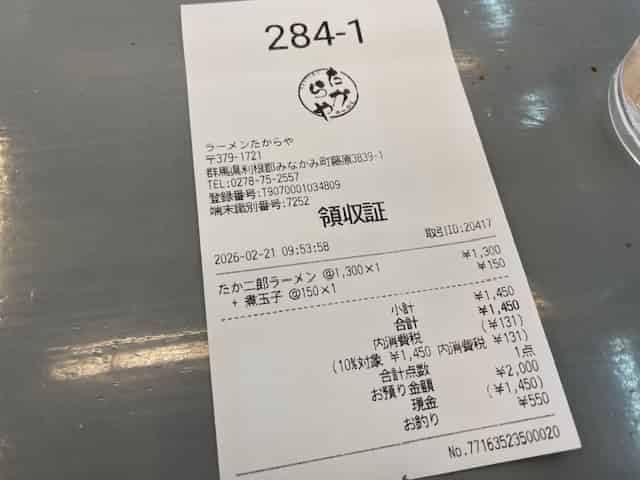 284-1
たからや
ラーメンたからや
〒379-1721
群馬県利根郡みなかみ町藤原3839-1
TEL:0278-75-2557
登録番号:T9070001034809
端末識別番号:7252
領収証
2026-02-21 09:53:58 取引ID:20417
たか二郎ラーメン @1,300×1 ¥1,300
+ 煮玉子 @150×1 ¥150
小計 ¥1,450
合計 ¥1,450
内消費税 (¥131)
(10%対象 ¥1,450 内消費税 ¥131)
合計点数 1点
お預り金額 ¥2,000
現金 (¥1,450)
お釣り ¥550
No.77163523500020